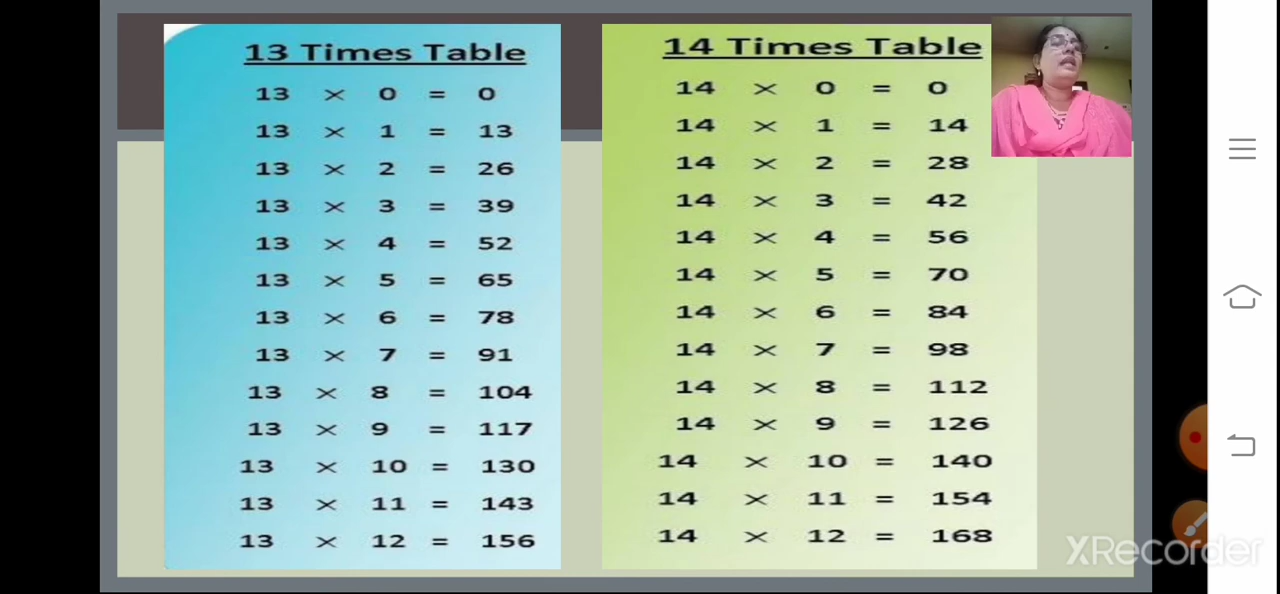 13 Times Table
13 × 0 = 0
13 × 1 = 13
13 × 2 = 26
13 × 3 = 39
13 × 4 = 52
13 × 5 = 65
13 × 6 = 78
13 × 7 = 91
13 × 8 = 104
13 × 9 = 117
13 × 10 = 130
13 × 11 = 143
13 × 12 = 156
14 Times Table
14 × 0 = 0
14 × 1 = 14
14 × 2 = 28
14 × 3 = 42
14 × 4 = 56
14 × 5 = 70
14 × 6 = 84
14 × 7 = 98
14 × 8 = 112
14 × 9 = 126
14 × 10 = 140
14 × 11 = 154
14 × 12 = 168
XRecorder